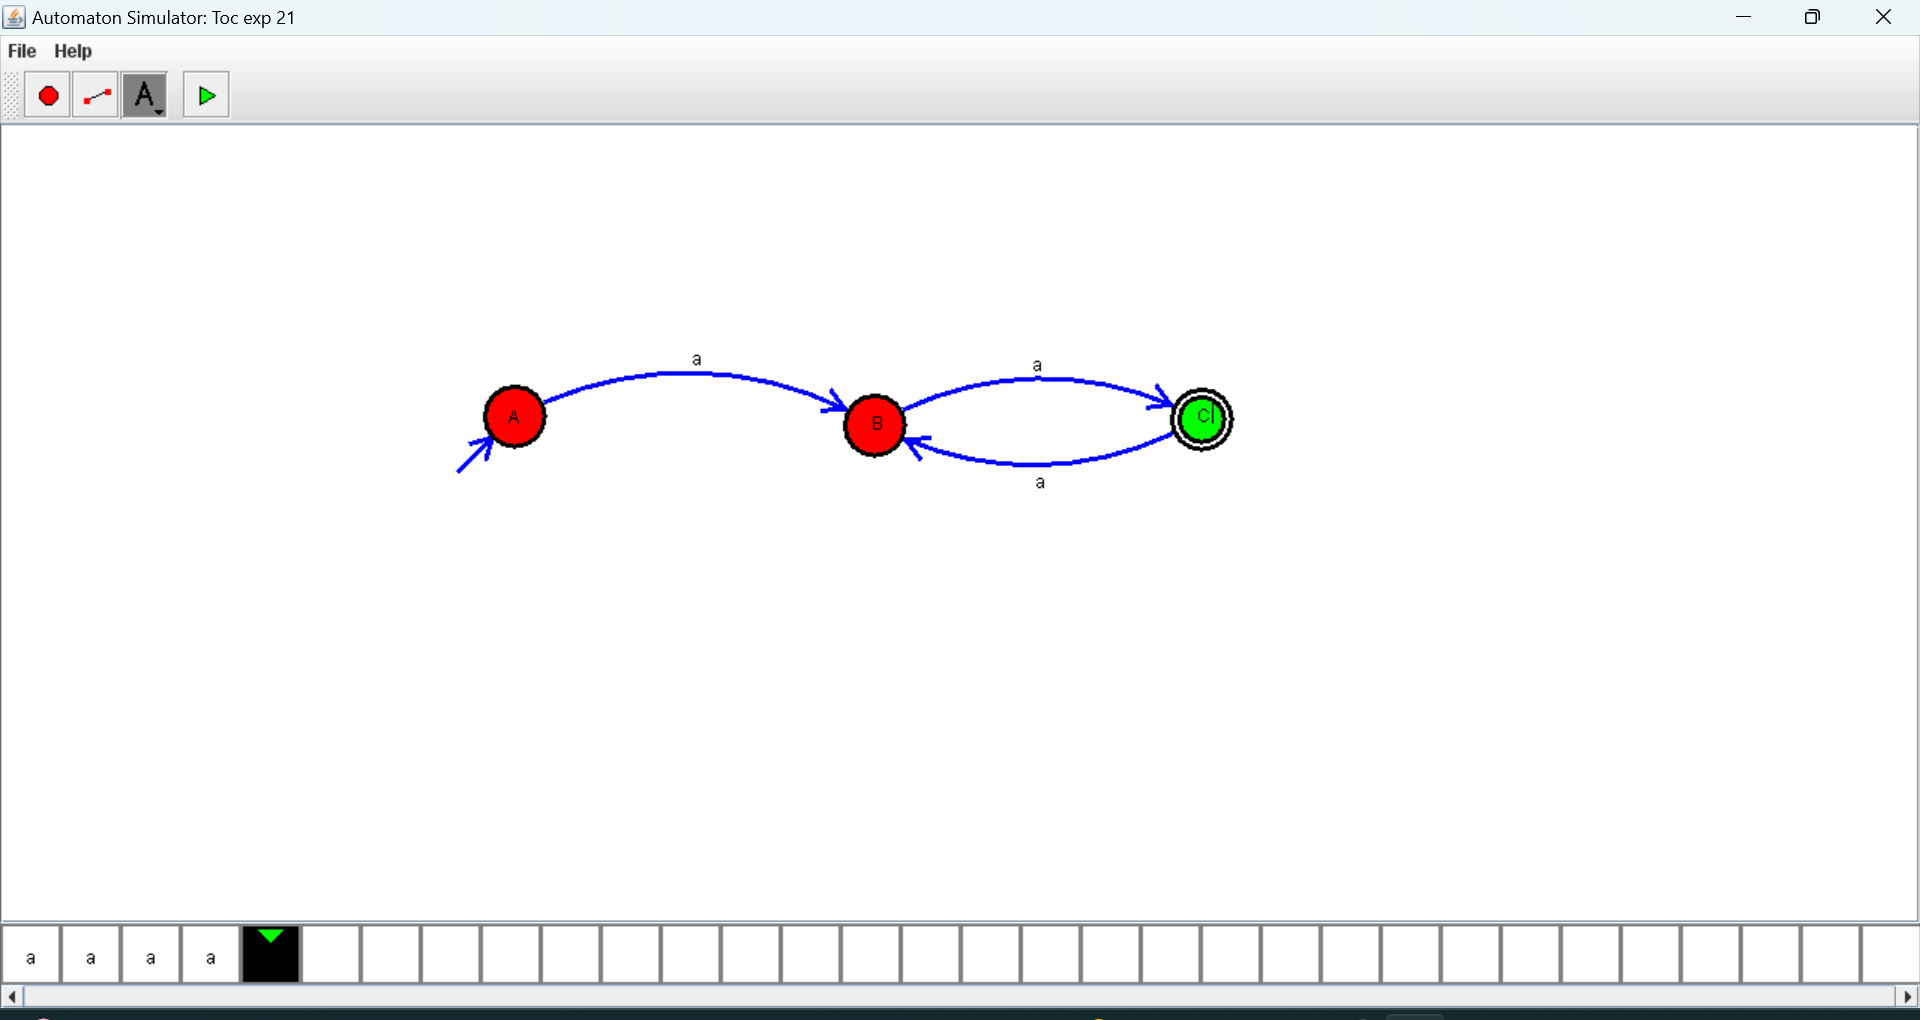 Automaton Simulator: Toc exp 21
File Help
A
a a
A B C
a
a a a a